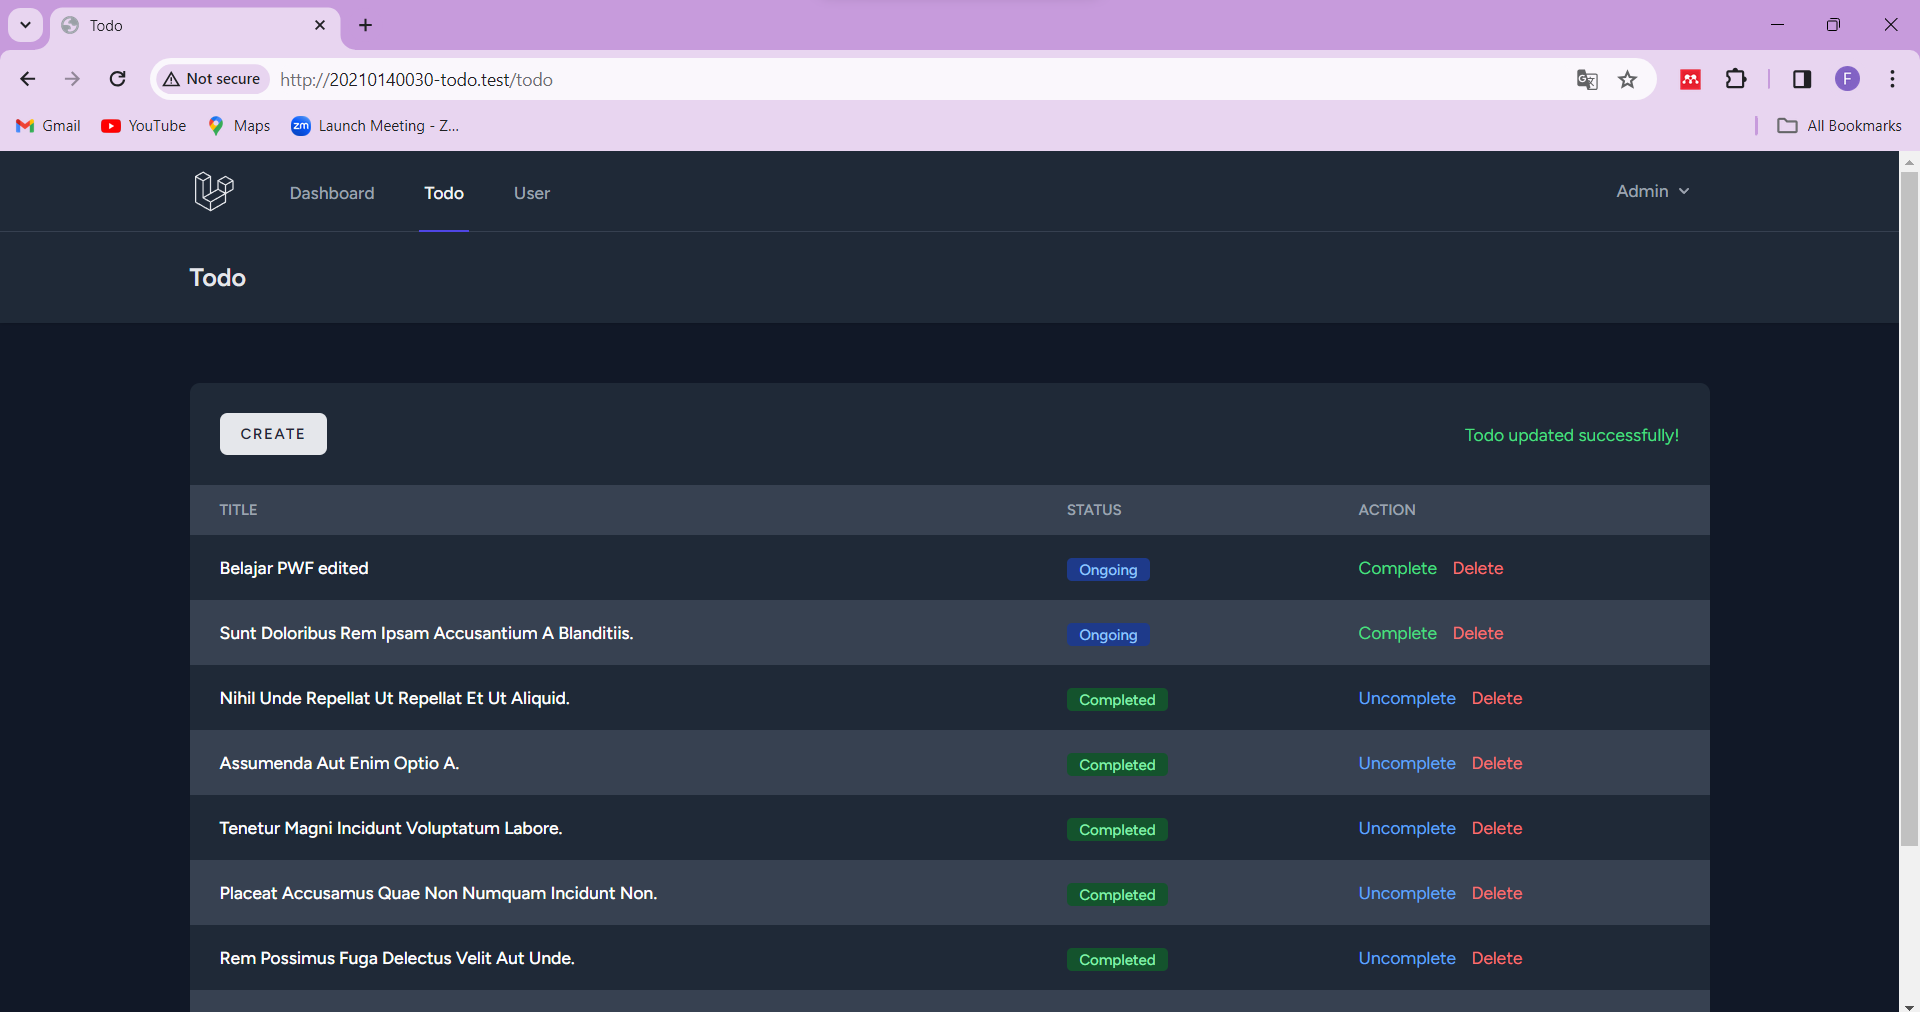 Todo
Not secure http://20210140030-todo.test/todo F
Gmail YouTube Maps zm Launch Meeting - Z... All Bookmarks
Dashboard Todo User Admin
Todo
CREATE Todo updated successfully!
TITLE STATUS ACTION
Belajar PWF edited Ongoing Complete Delete
Sunt Doloribus Rem Ipsam Accusantium A Blanditiis. Ongoing Complete Delete
Nihil Unde Repellat Ut Repellat Et Ut Aliquid. Completed Uncomplete Delete
Assumenda Aut Enim Optio A. Completed Uncomplete Delete
Tenetur Magni Incidunt Voluptatum Labore. Completed Uncomplete Delete
Placeat Accusamus Quae Non Numquam Incidunt Non. Completed Uncomplete Delete
Rem Possimus Fuga Delectus Velit Aut Unde. Completed Uncomplete Delete